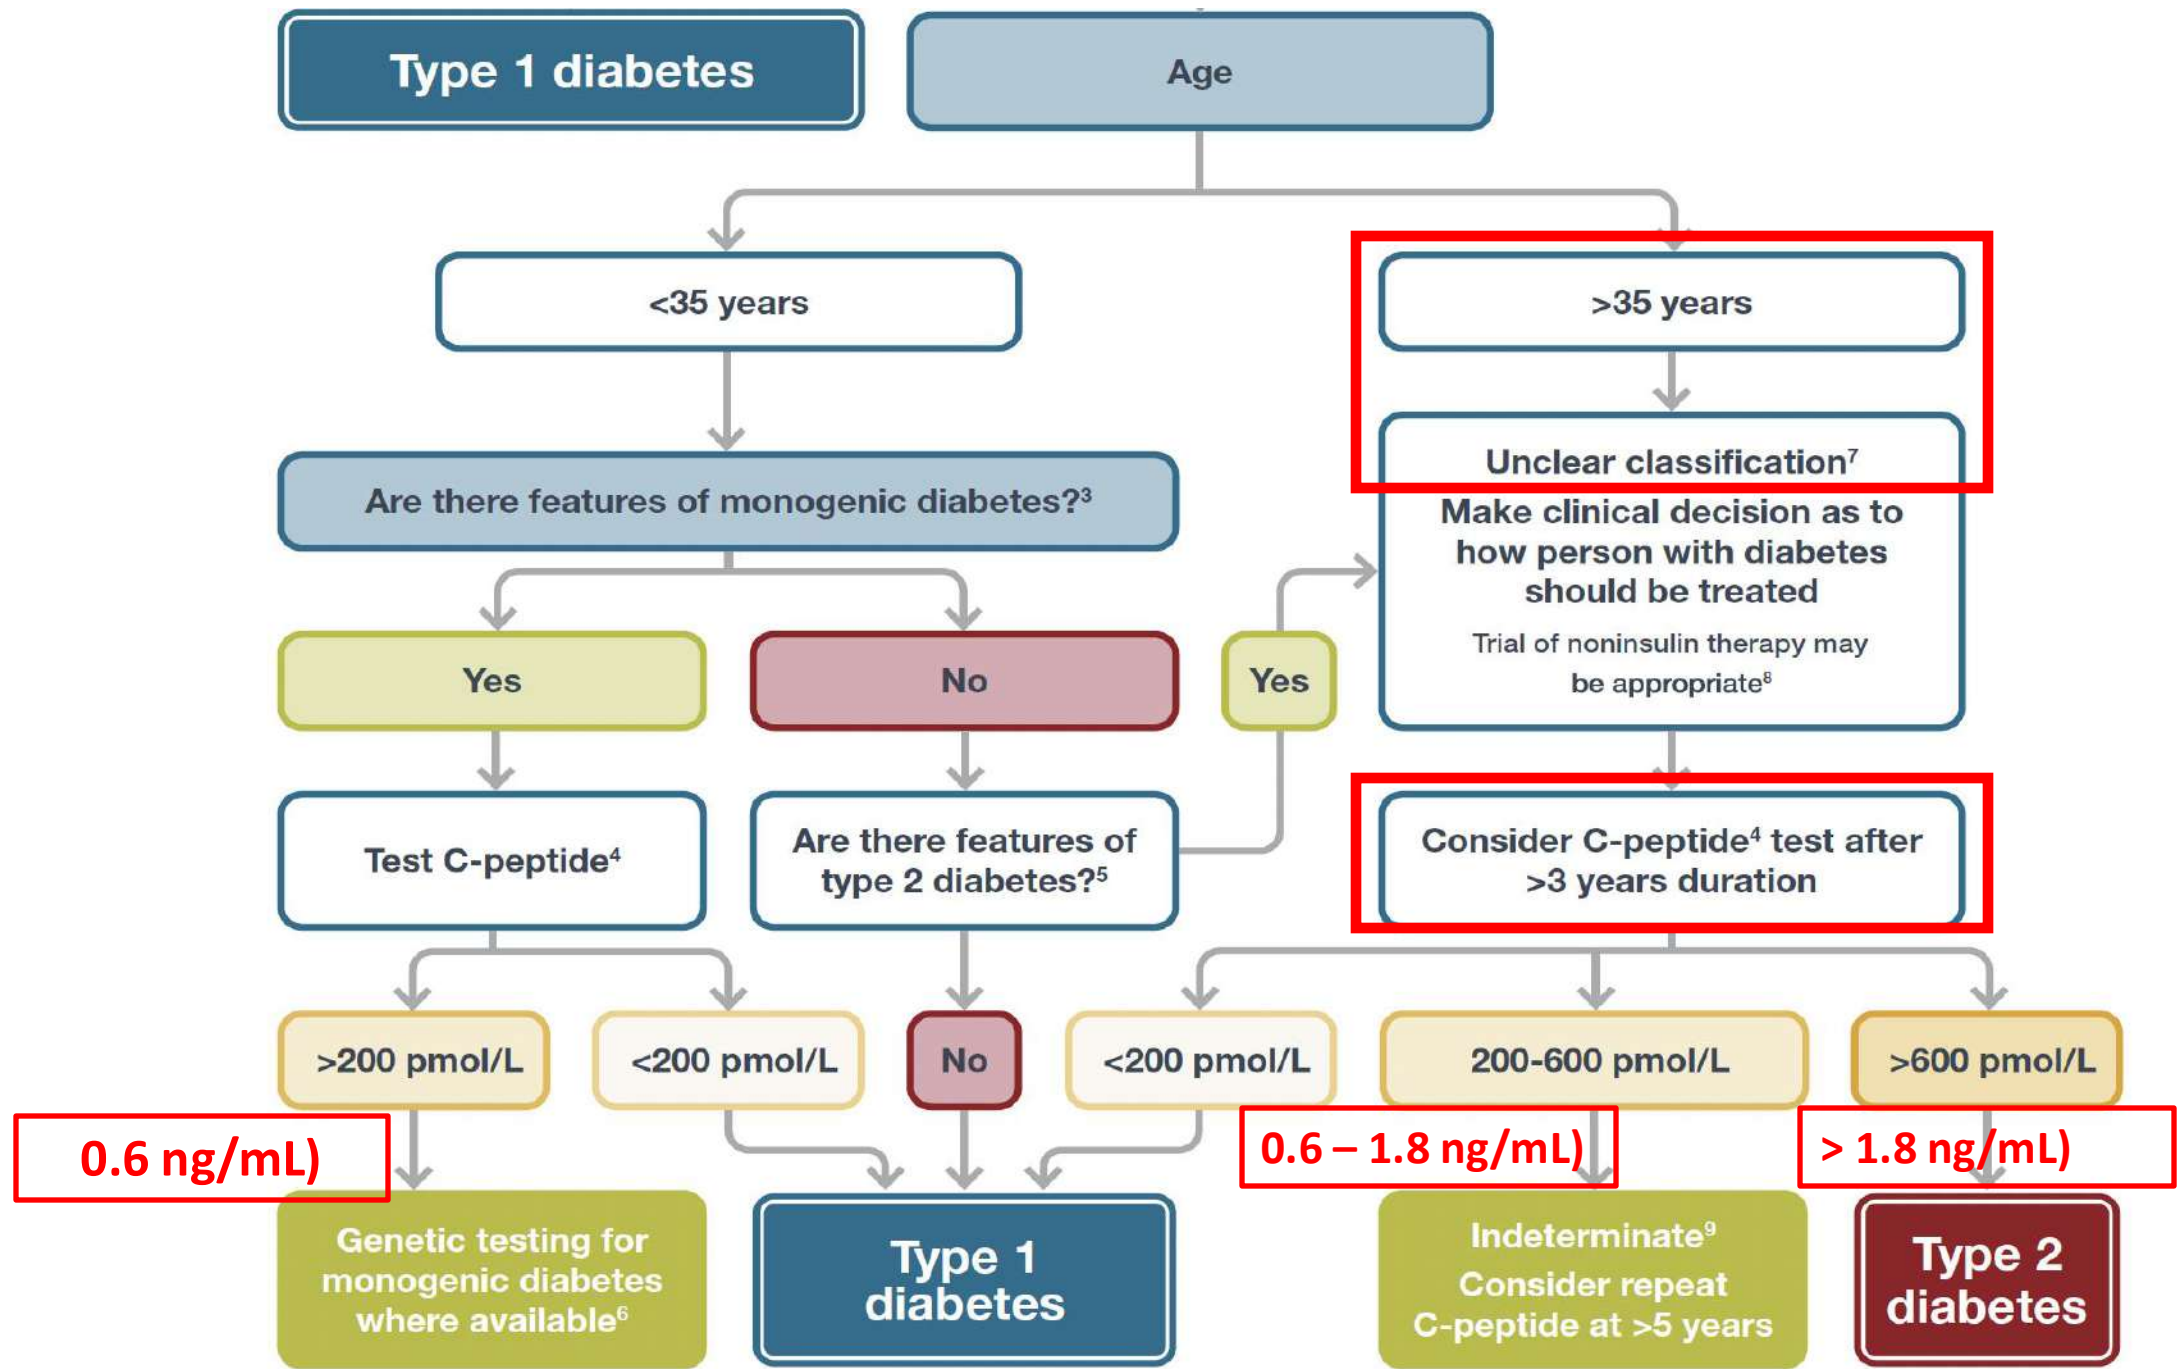 Type 1 diabetes
Age
<35 years
>35 years
Are there features of monogenic diabetes?³
Unclear classification⁷
Make clinical decision as to
how person with diabetes
should be treated
Trial of noninsulin therapy may
be appropriate⁸
Yes
No
Yes
Test C-peptide⁴
Are there features of
type 2 diabetes?⁵
Consider C-peptide⁴ test after
>3 years duration
>200 pmol/L
<200 pmol/L
No
<200 pmol/L
200-600 pmol/L
>600 pmol/L
0.6 ng/mL)
0.6 – 1.8 ng/mL)
> 1.8 ng/mL)
Genetic testing for
monogenic diabetes
where available⁶
Type 1
diabetes
Indeterminate⁹
Consider repeat
C-peptide at >5 years
Type 2
diabetes